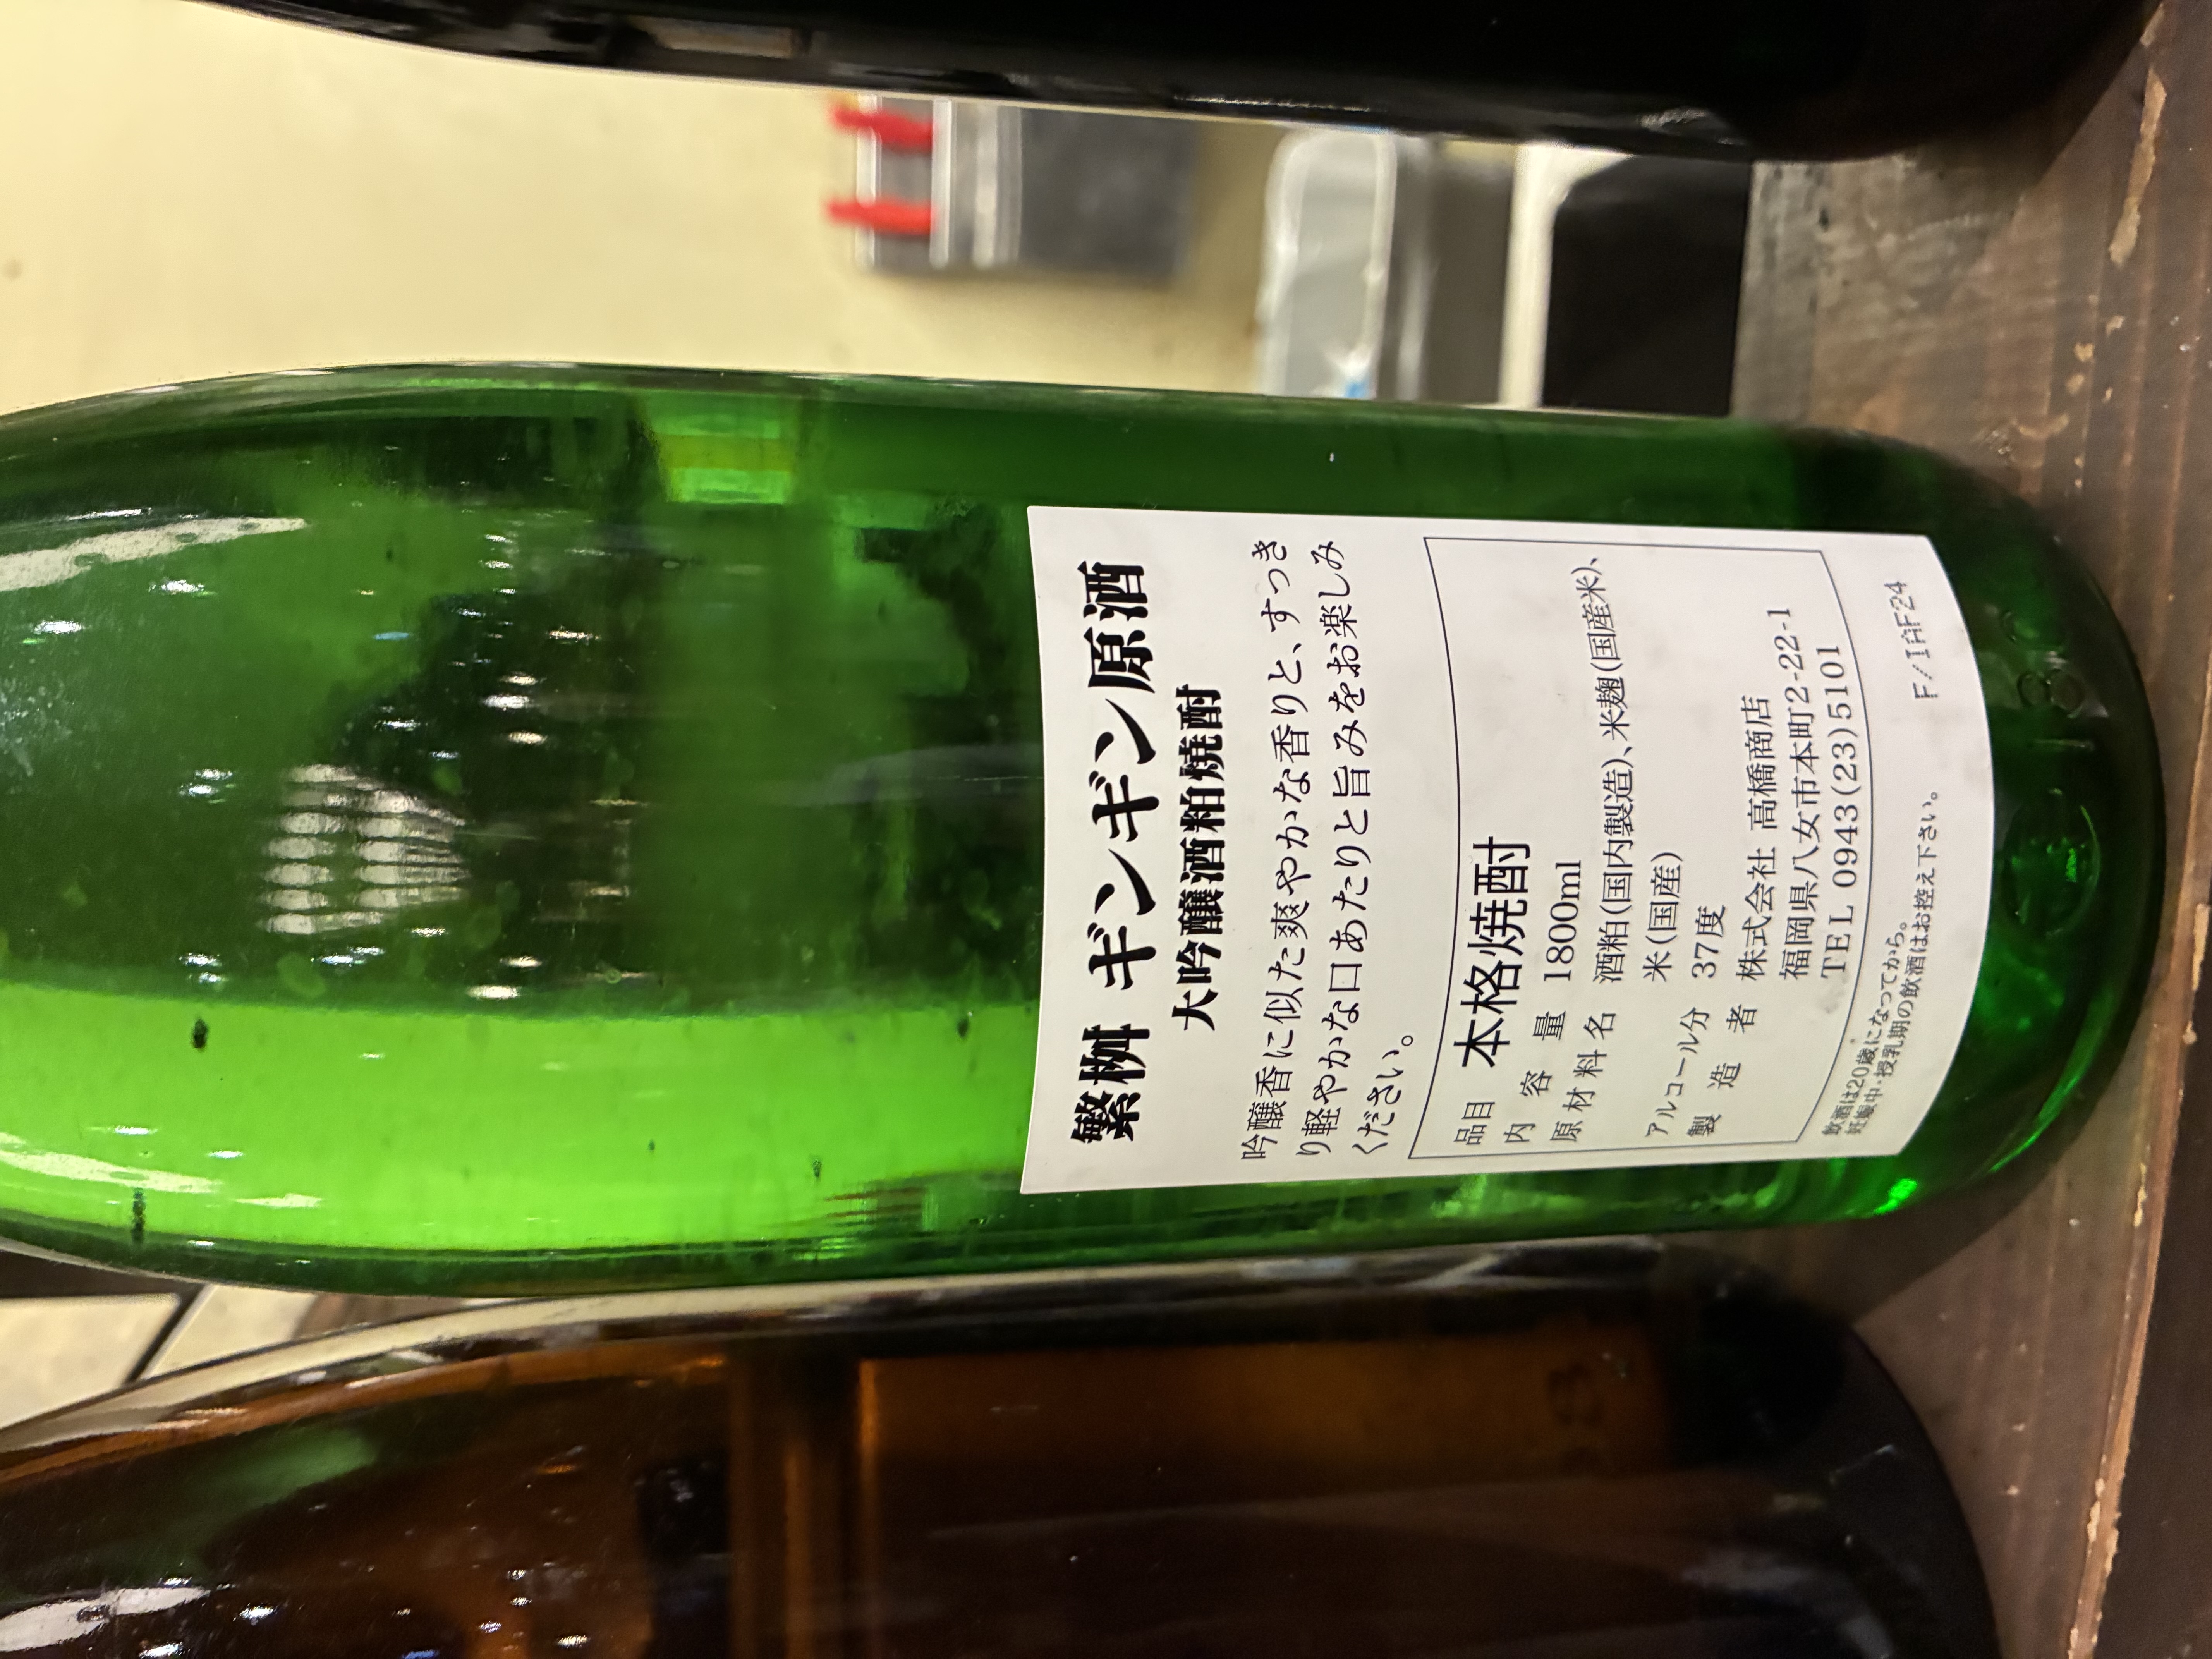 繁桝 ギンギン原酒
大吟醸酒粕焼酎
吟醸香に似た爽やかな香りと、すっき
り軽やかな口あたりと旨みをお楽しみ
ください。
品目 本格焼酎
内容量 1800ml
原材料名 酒粕(国内製造)、米麹(国産米)、
米(国産)
アルコール分 37度
製造者 株式会社 高橋商店
福岡県八女市本町2-22-1
TEL 0943(23)5101
飲酒は20歳になってから。
妊娠中・授乳期の飲酒はお控え下さい。
F/IAF24